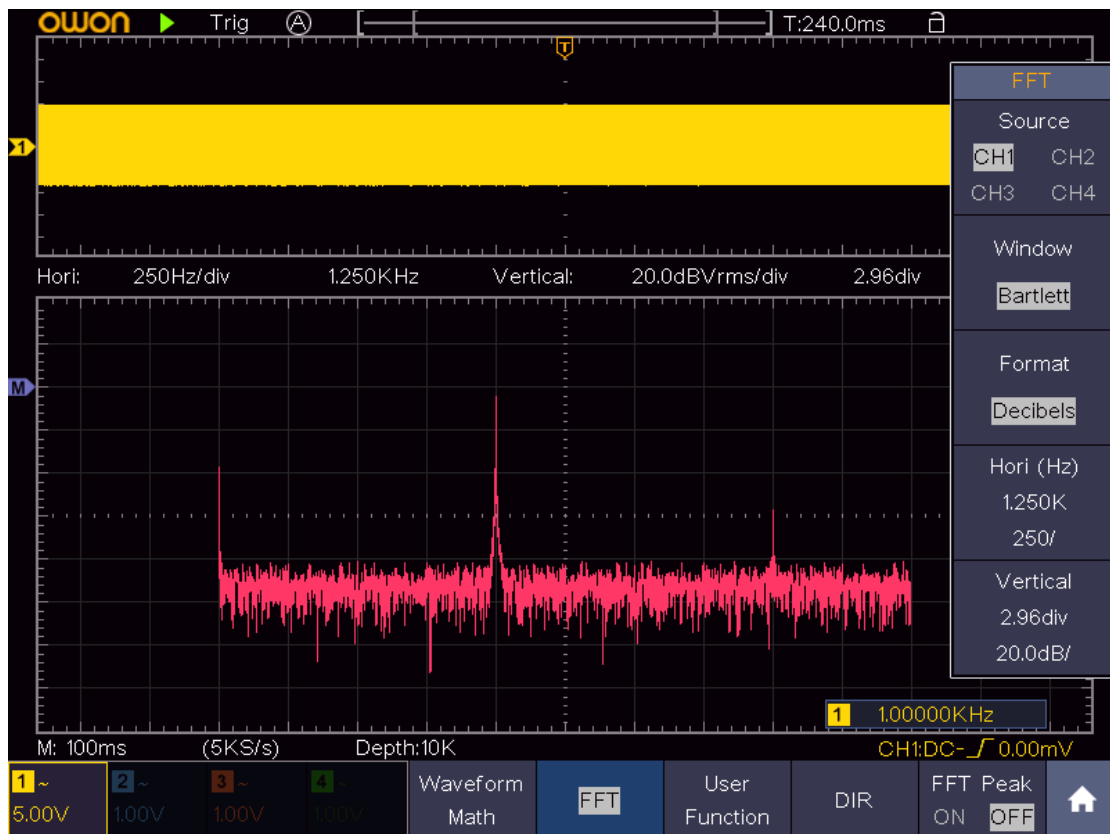 owon Trig A T:240.0ms
T
FFT
Source
CH1 CH2
CH3 CH4
1
Window
Bartlett
Hori: 250Hz/div 1.250KHz Vertical: 20.0dBVrms/div 2.96div
Format
Decibels
M
Hori (Hz)
1.250K
250/
Vertical
2.96div
20.0dB/
1 1.00000KHz
M: 100ms (5KS/s) Depth:10K CH1:DC- 0.00mV
1 ~ 2 ~ 3 ~ 4 ~
5.00V 1.00V 1.00V 1.00V
Waveform
Math
FFT
User
Function
DIR
FFT Peak
ON OFF